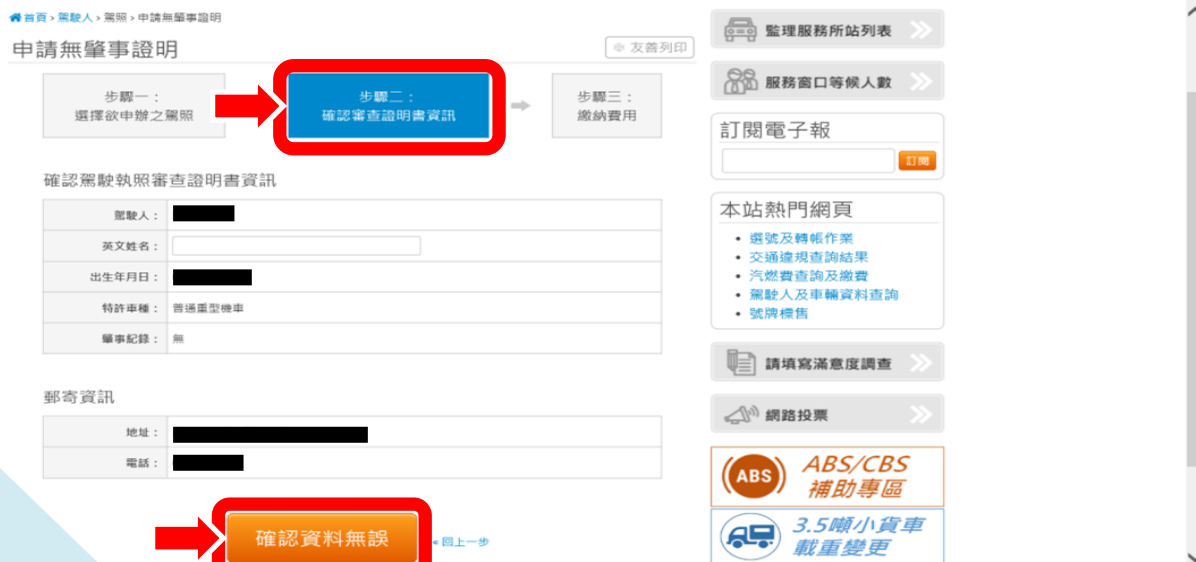 首頁 › 駕駛人 › 駕照 › 申請無肇事證明
申請無肇事證明
友善列印
步驟一：
選擇欲申辦之駕照
步驟二：
確認審查證明書資訊
步驟三：
繳納費用
確認駕駛執照審查證明書資訊
駕駛人：
英文姓名：
出生年月日：
特許車種：普通重型機車
肇事紀錄：無
郵寄資訊
地址：
電話：
確認資料無誤
«回上一步
監理服務所站列表
服務窗口等候人數
訂閱電子報
訂閱
本站熱門網頁
• 選號及轉帳作業
• 交通違規查詢結果
• 汽燃費查詢及繳費
• 駕駛人及車輛資料查詢
• 號牌標售
請填寫滿意度調查
網路投票
ABS
ABS/CBS
補助專區
3.5噸小貨車
載重變更